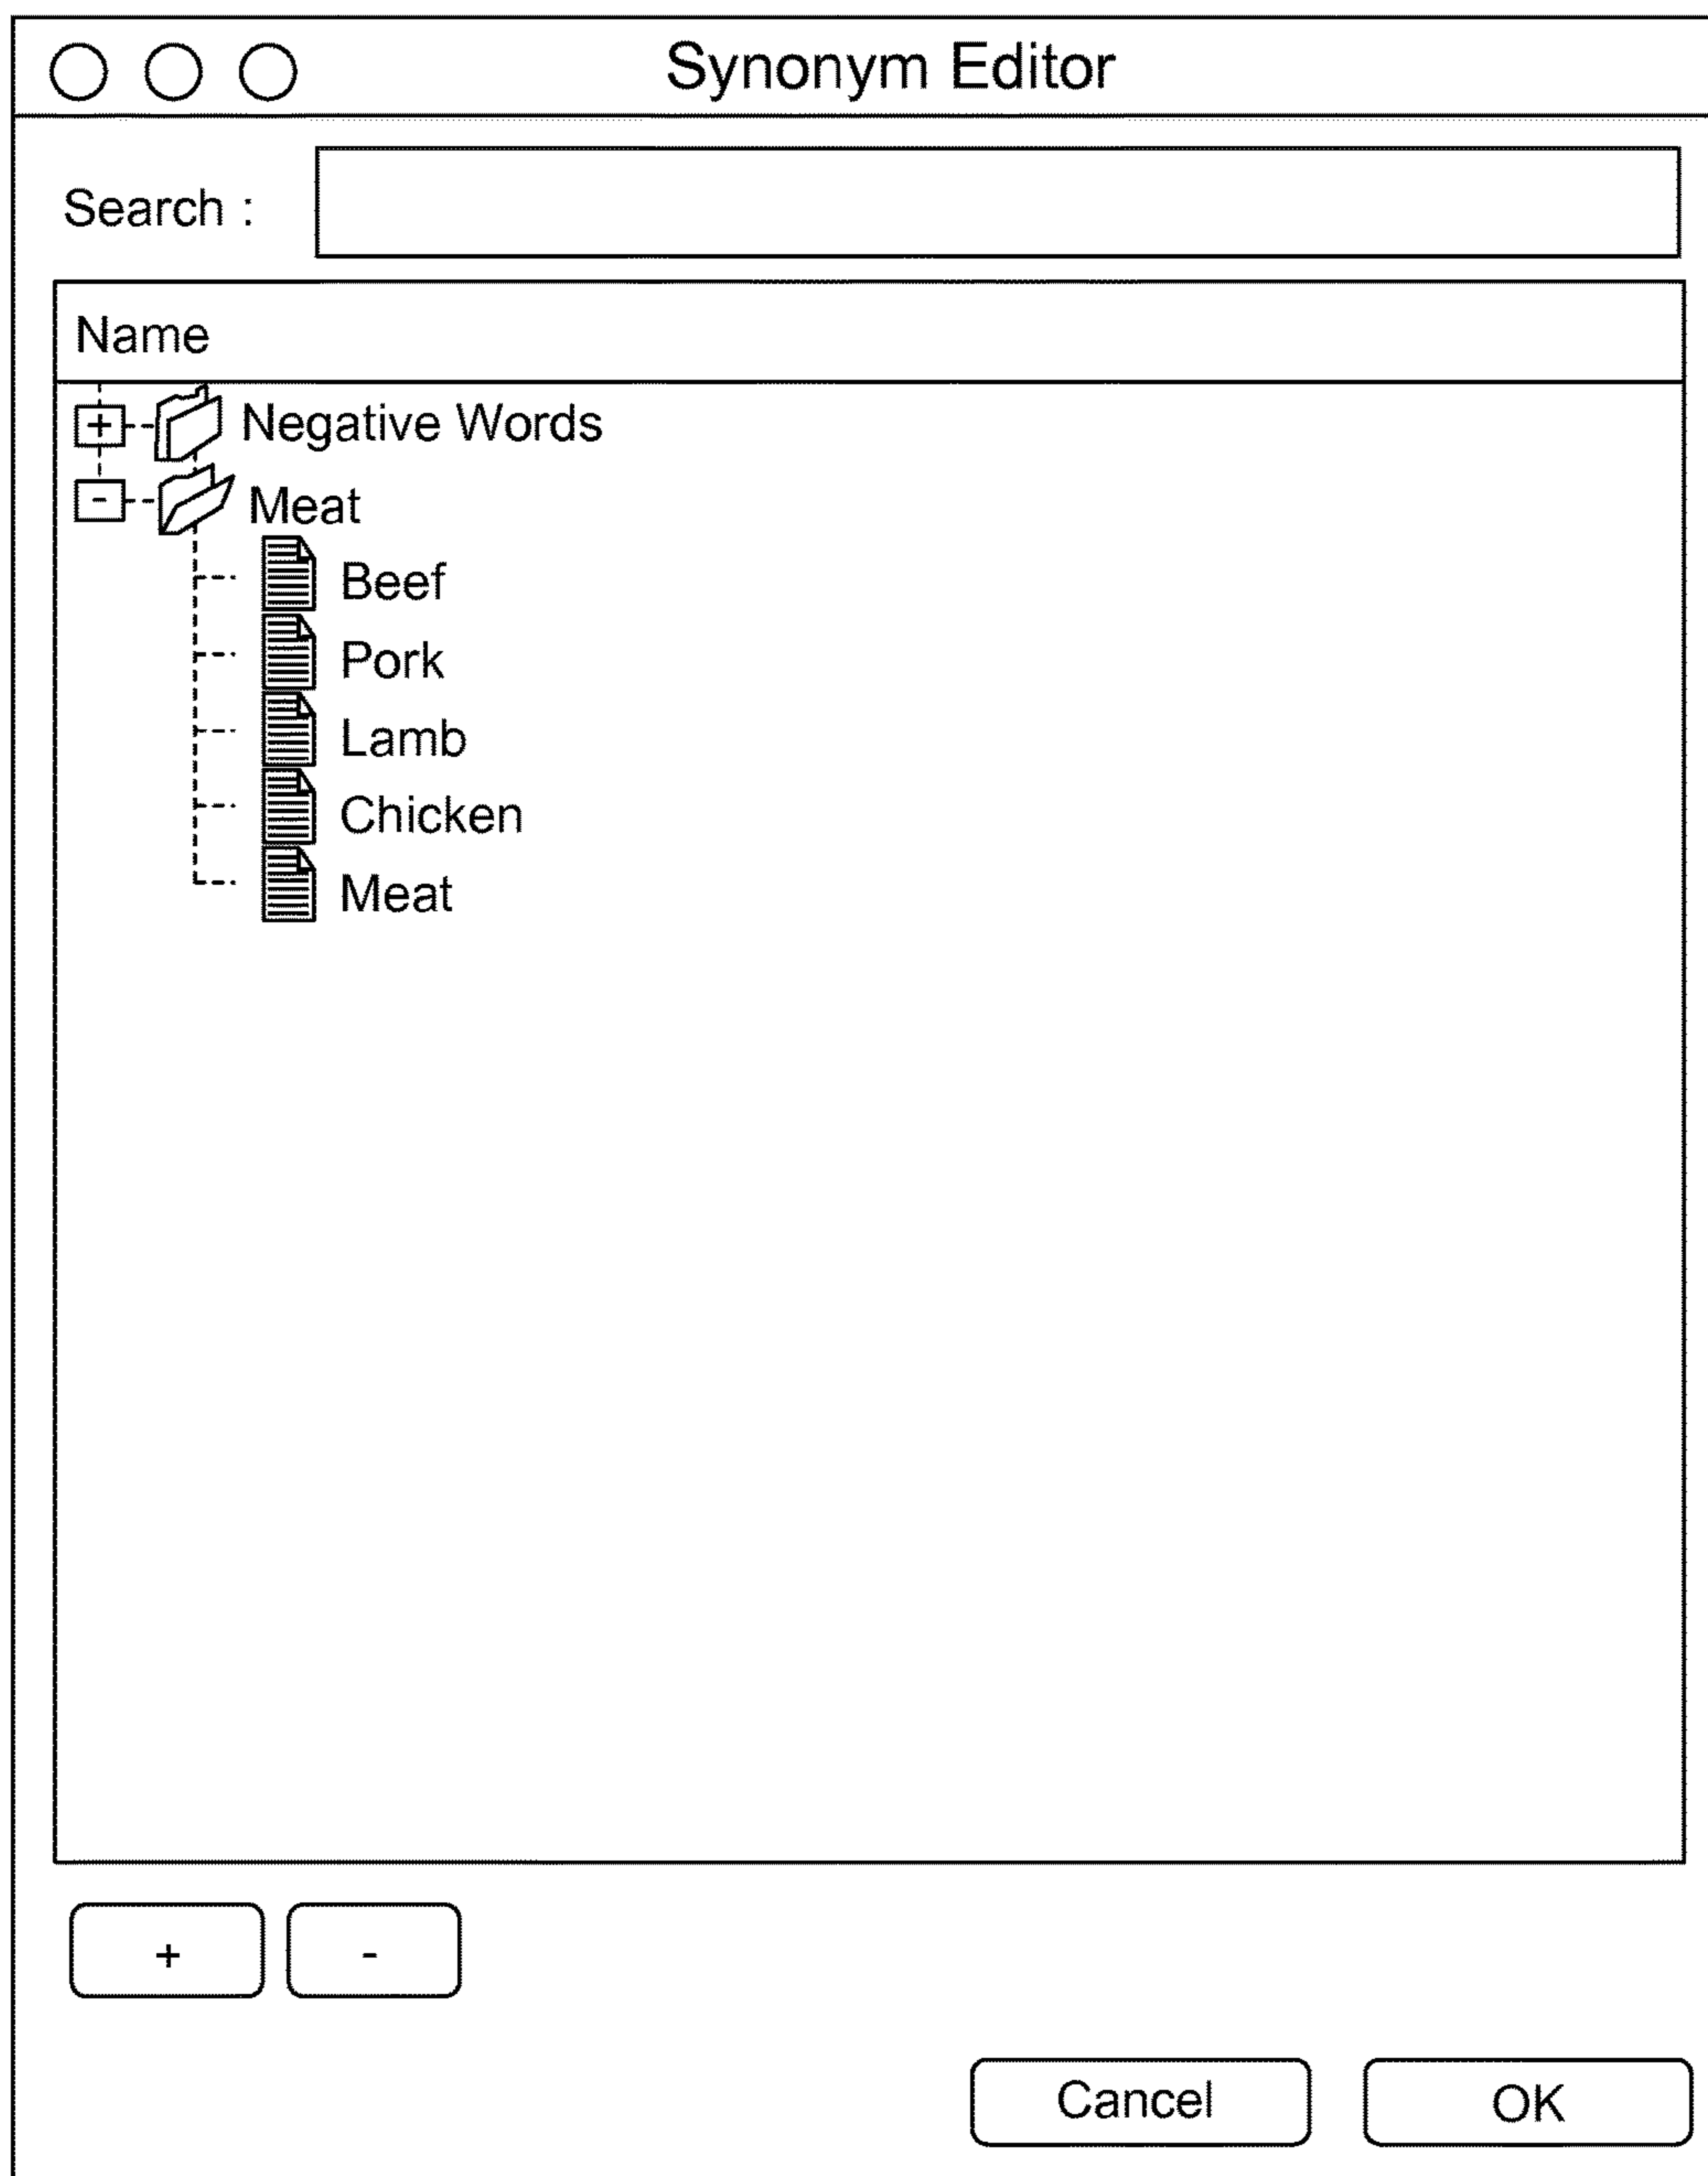 Synonym Editor
Search :
Name
+ Negative Words
- Meat
Beef
Pork
Lamb
Chicken
Meat
+ -
Cancel OK